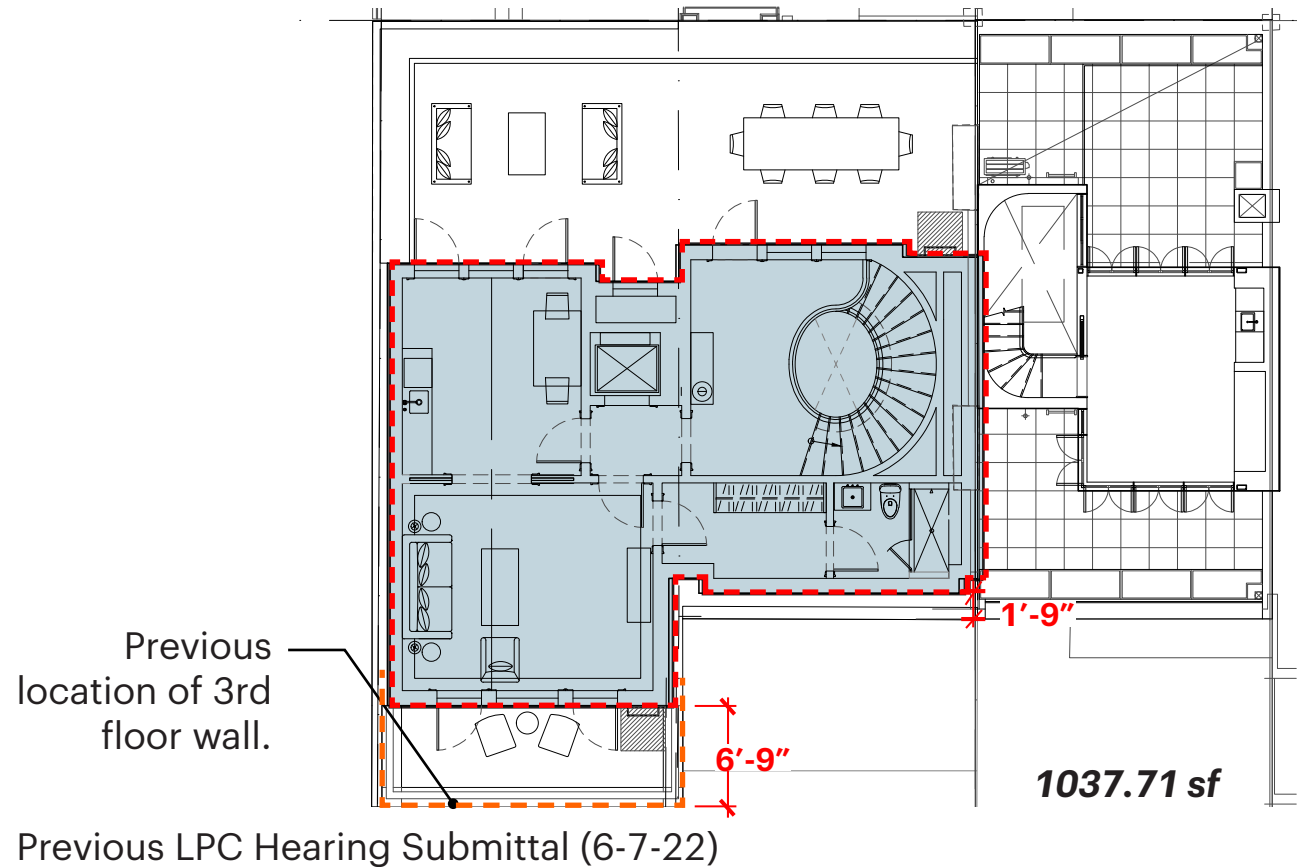 1'-9"
Previous
location of 3rd
floor wall.
6'-9"
1037.71 sf
Previous LPC Hearing Submittal (6-7-22)